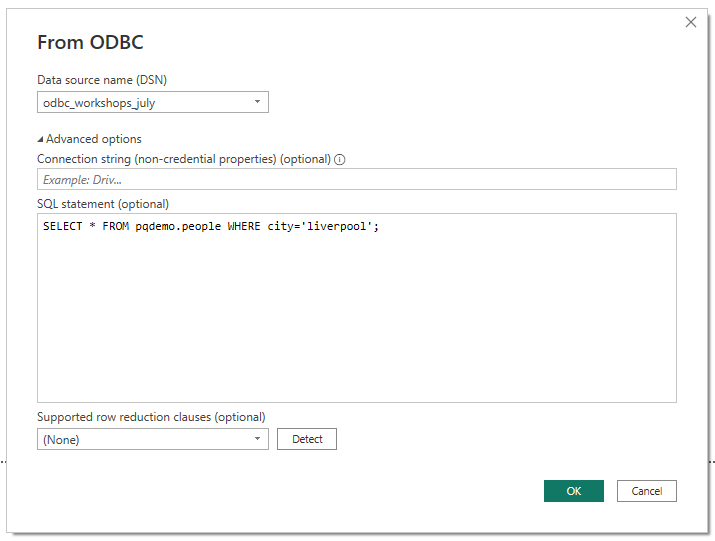 From ODBC
Data source name (DSN)
odbc_workshops_july
Advanced options
Connection string (non-credential properties) (optional)
Example: Driv...
SQL statement (optional)
SELECT * FROM pqdemo.people WHERE city='liverpool';
Supported row reduction clauses (optional)
(None) Detect
OK Cancel